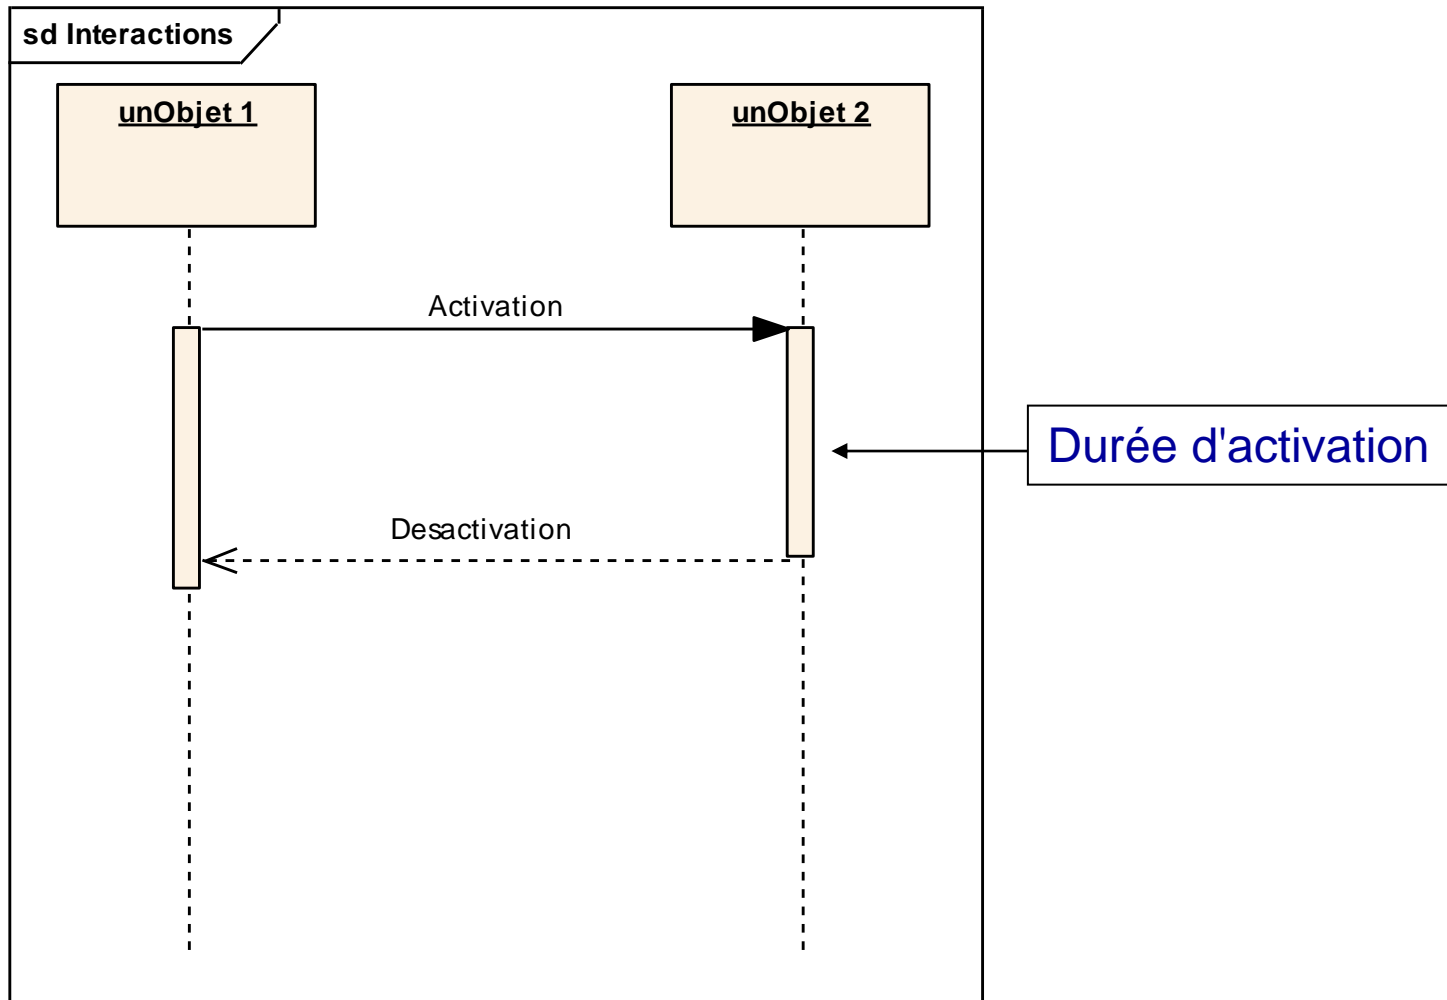 sd Interactions
unObjet 1
unObjet 2
Activation
Durée d'activation
Desactivation